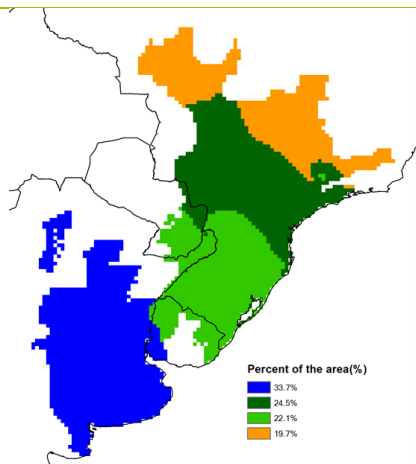 Percent of the area(%)
33.7%
24.5%
22.1%
19.7%